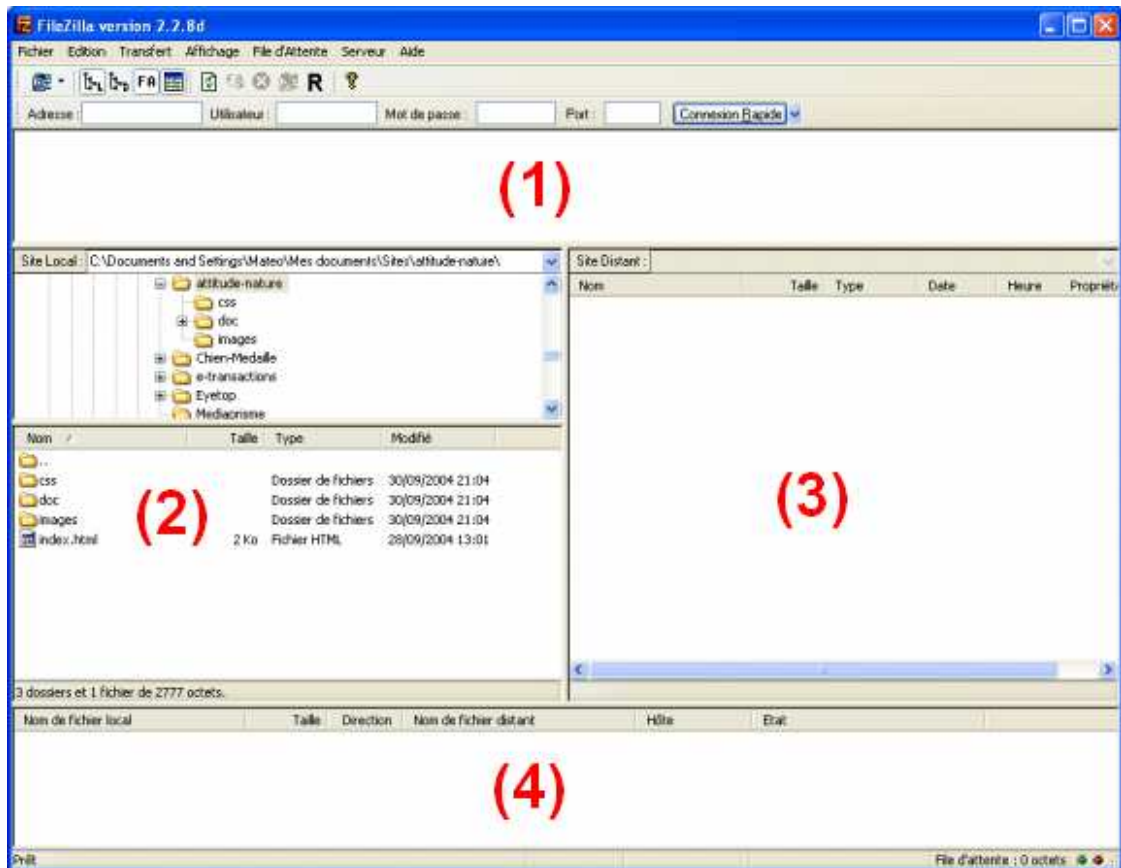 FileZilla version 2.2.8d
Fichier Edition Transfert Affichage File d'Attente Serveur Aide
FA R
Adresse : Utilisateur : Mot de passe : Port : Connexion Rapide
(1)
Site Local : C:\Documents and Settings\Mateo\Mes documents\Sites\attitude-nature\
attitude-nature
css
doc
images
Chien-Medaille
e-transactions
Eyetop
Mediaprisme
Nom Taille Type Modifié
..
css Dossier de fichiers 30/09/2004 21:04
doc Dossier de fichiers 30/09/2004 21:04
images Dossier de fichiers 30/09/2004 21:04
index.html 2 Ko Fichier HTML 28/09/2004 13:01
(2)
3 dossiers et 1 fichier de 2777 octets.
Site Distant :
Nom Taille Type Date Heure Propriét
(3)
Nom de fichier local Taille Direction Nom de fichier distant Hôte Etat
(4)
Prêt File d'attente : 0 octets